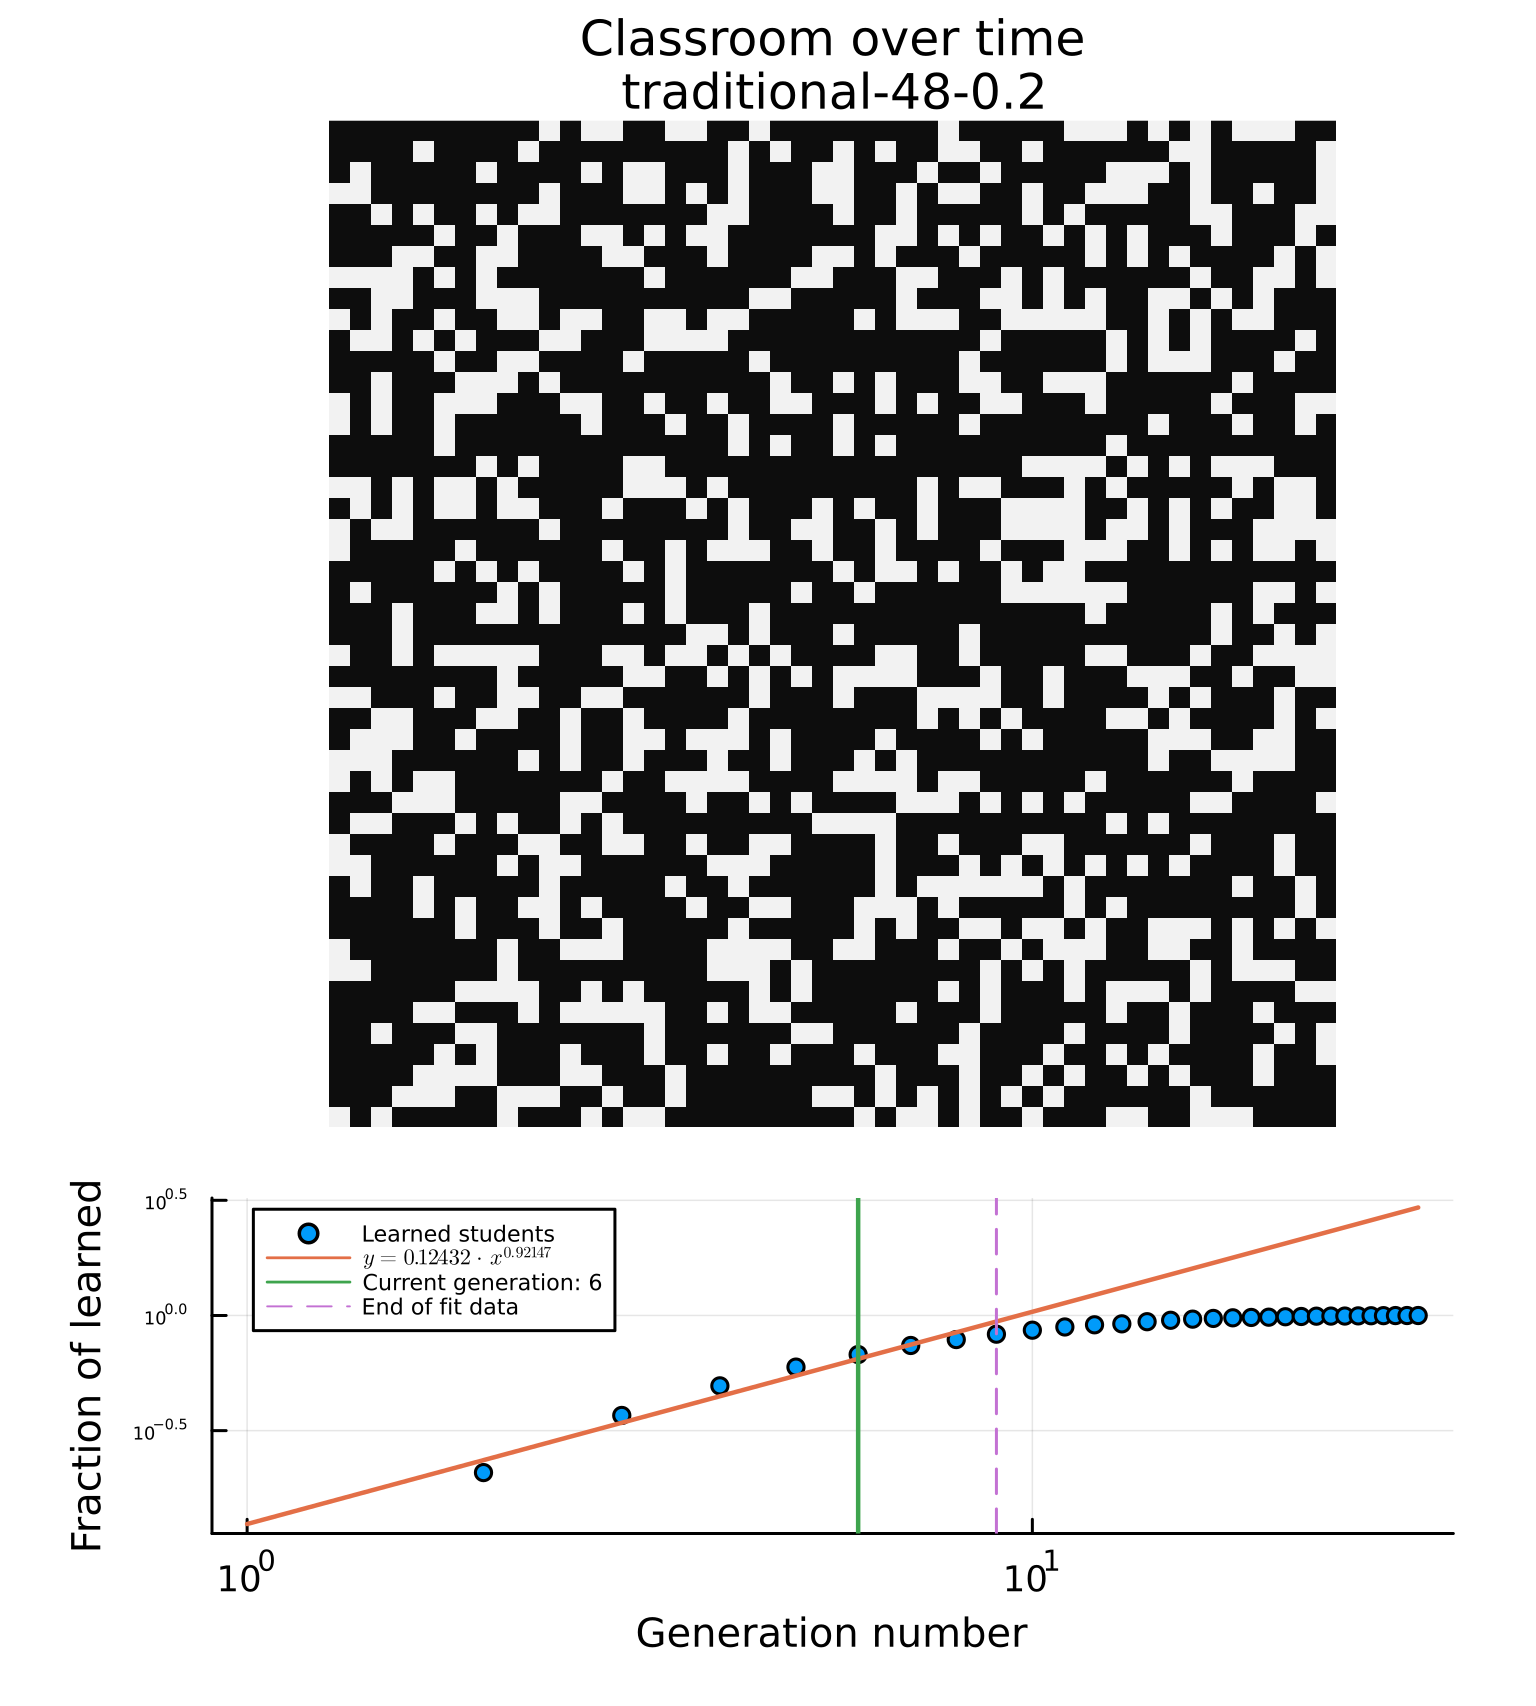 Classroom over time
traditional-48-0.2
Fraction of learned
10^0.5
10^0.0
10^−0.5
Learned students
y = 0.12432 · x^0.92147
Current generation: 6
End of fit data
10^0
10^1
Generation number